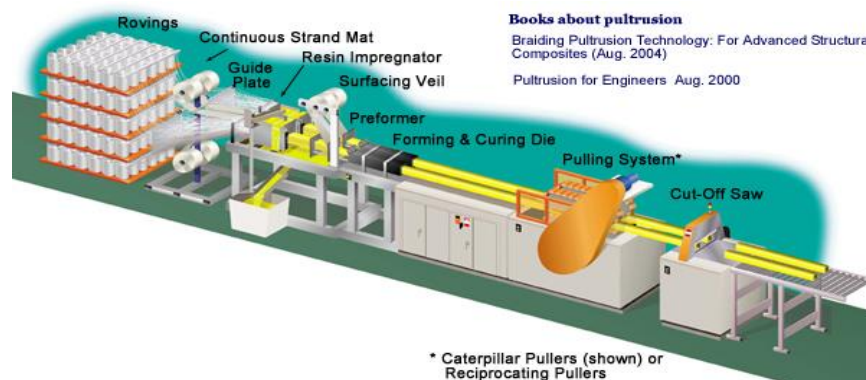 Books about pultrusion
Braiding Pultrusion Technology: For Advanced Structura
Composites (Aug. 2004)
Pultrusion for Engineers Aug. 2000
Rovings
Continuous Strand Mat
Resin Impregnator
Guide
Plate
Surfacing Veil
Preformer
Forming & Curing Die
Pulling System*
Cut-Off Saw
* Caterpillar Pullers (shown) or
Reciprocating Pullers